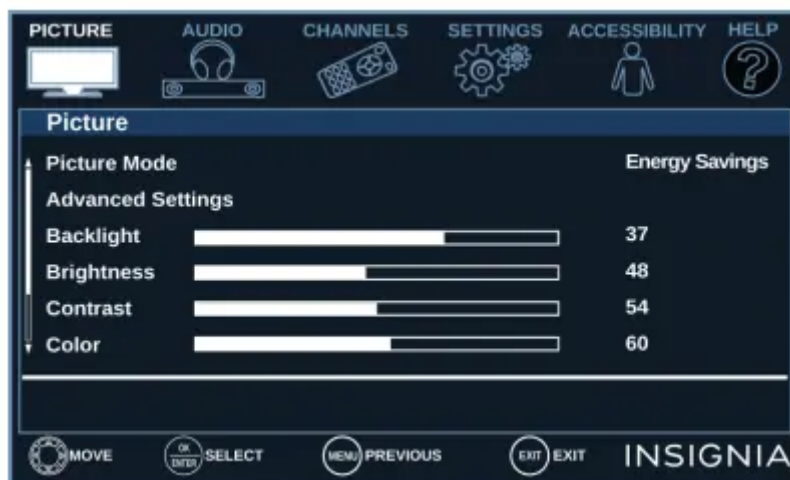 PICTURE AUDIO CHANNELS SETTINGS ACCESSIBILITY HELP
?
Picture
Picture Mode Energy Savings
Advanced Settings
Backlight 37
Brightness 48
Contrast 54
Color 60
MOVE OK ENTER SELECT MENU PREVIOUS EXIT EXIT INSIGNIA